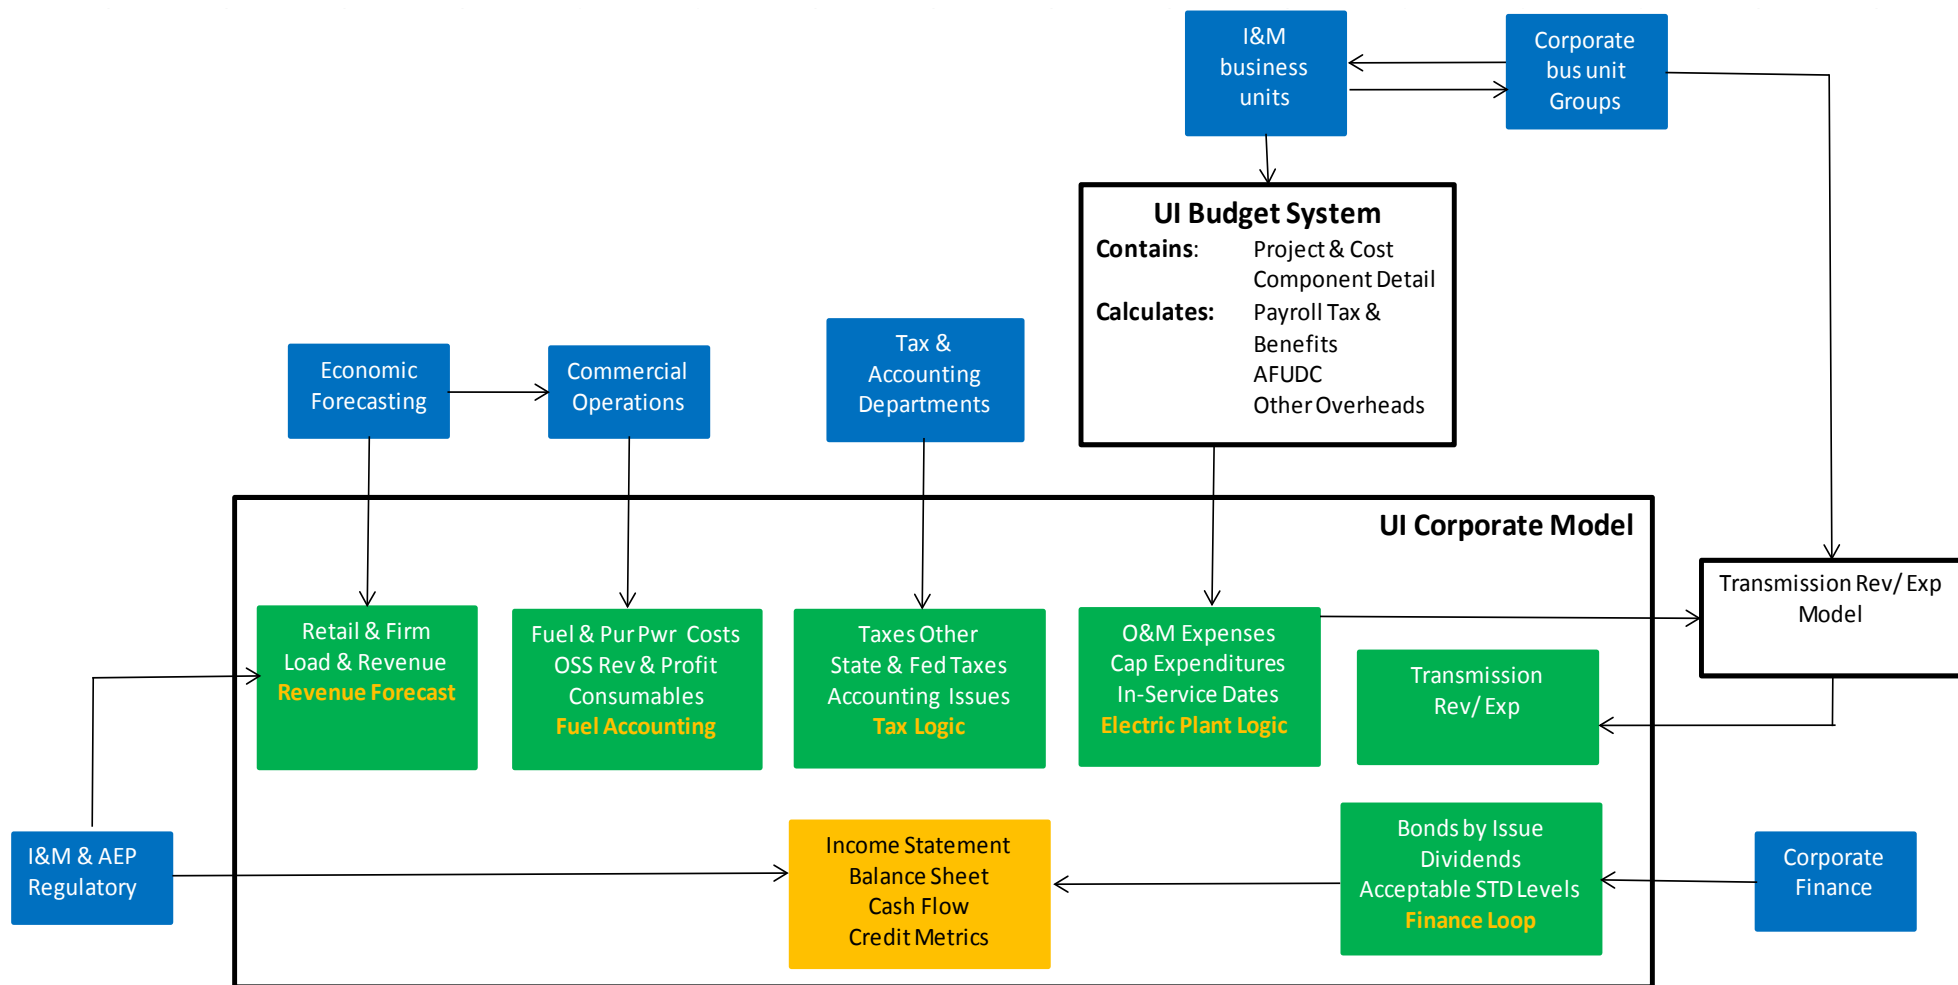 I&M
business
units
Corporate
bus unit
Groups
UI Budget System
Contains: Project & Cost
Component Detail
Calculates: Payroll Tax &
Benefits
AFUDC
Other Overheads
Economic
Forecasting
Commercial
Operations
Tax &
Accounting
Departments
UI Corporate Model
Transmission Rev/ Exp
Model
Retail & Firm
Load & Revenue
Revenue Forecast
Fuel & Pur Pwr Costs
OSS Rev & Profit
Consumables
Fuel Accounting
Taxes Other
State & Fed Taxes
Accounting Issues
Tax Logic
O&M Expenses
Cap Expenditures
In-Service Dates
Electric Plant Logic
Transmission
Rev/ Exp
I&M & AEP
Regulatory
Income Statement
Balance Sheet
Cash Flow
Credit Metrics
Bonds by Issue
Dividends
Acceptable STD Levels
Finance Loop
Corporate
Finance